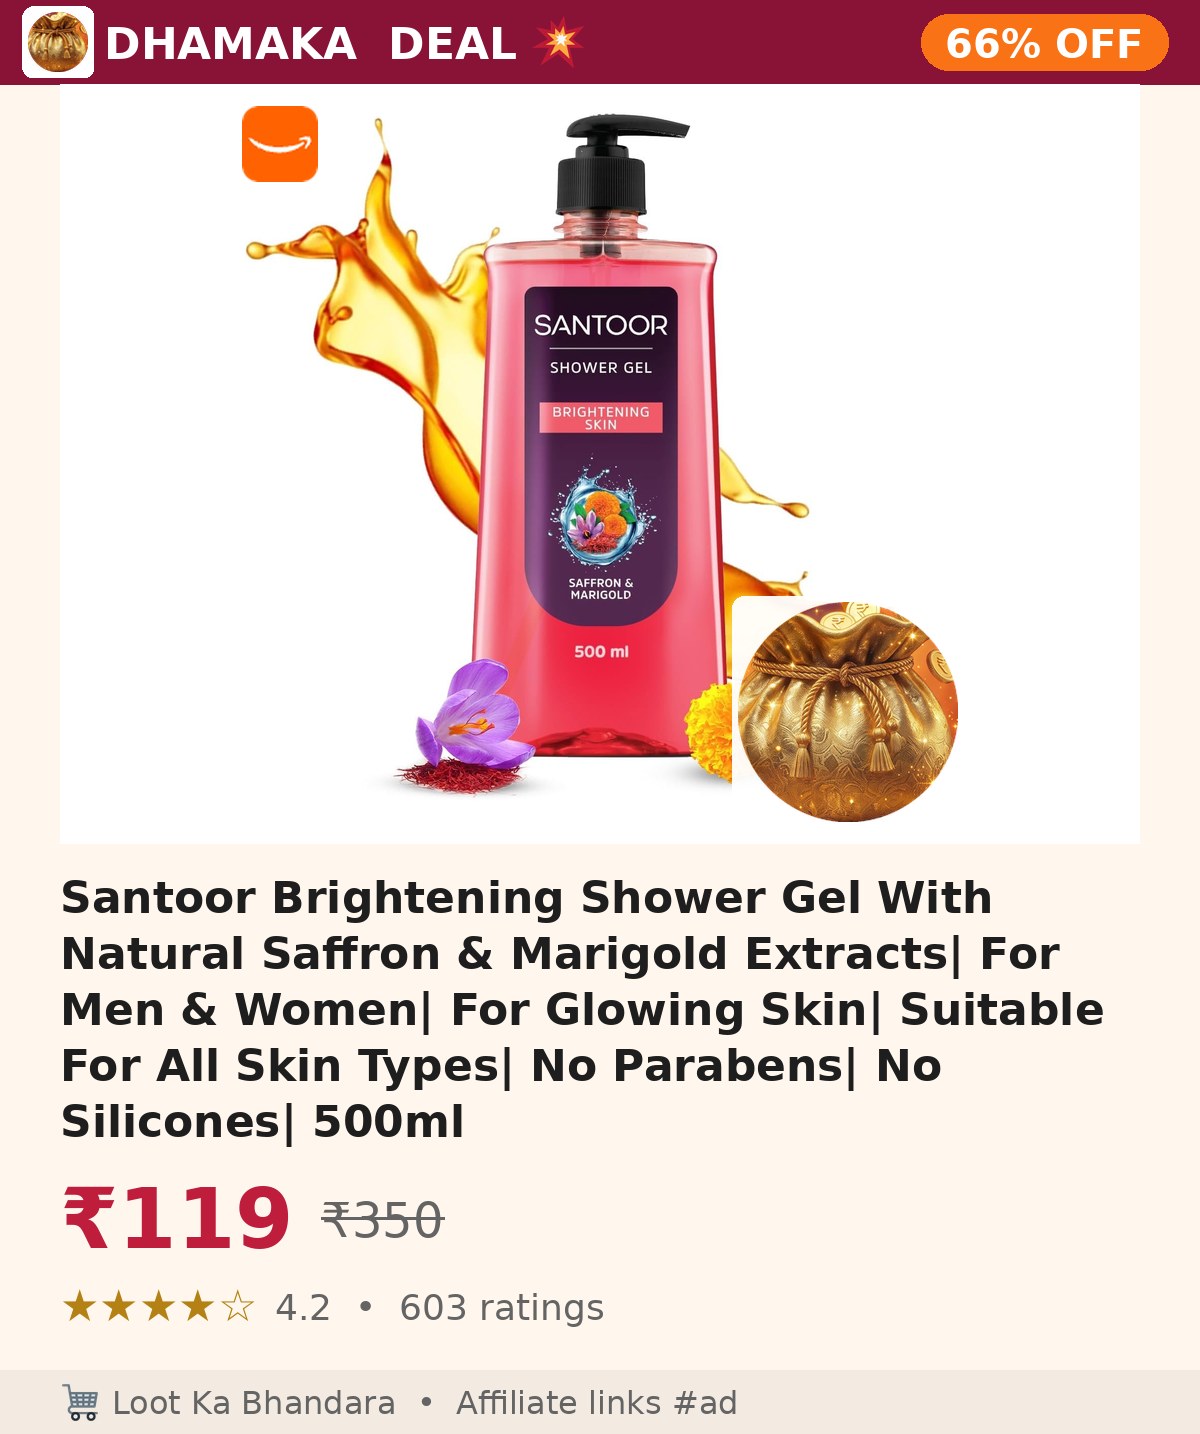 DHAMAKA DEAL 💥
66% OFF
SANTOOR
SHOWER GEL
BRIGHTENING
SKIN
SAFFRON &
MARIGOLD
500 ml
Santoor Brightening Shower Gel With
Natural Saffron & Marigold Extracts| For
Men & Women| For Glowing Skin| Suitable
For All Skin Types| No Parabens| No
Silicones| 500ml
₹119 ₹350
★★★★☆ 4.2 • 603 ratings
🛒 Loot Ka Bhandara • Affiliate links #ad